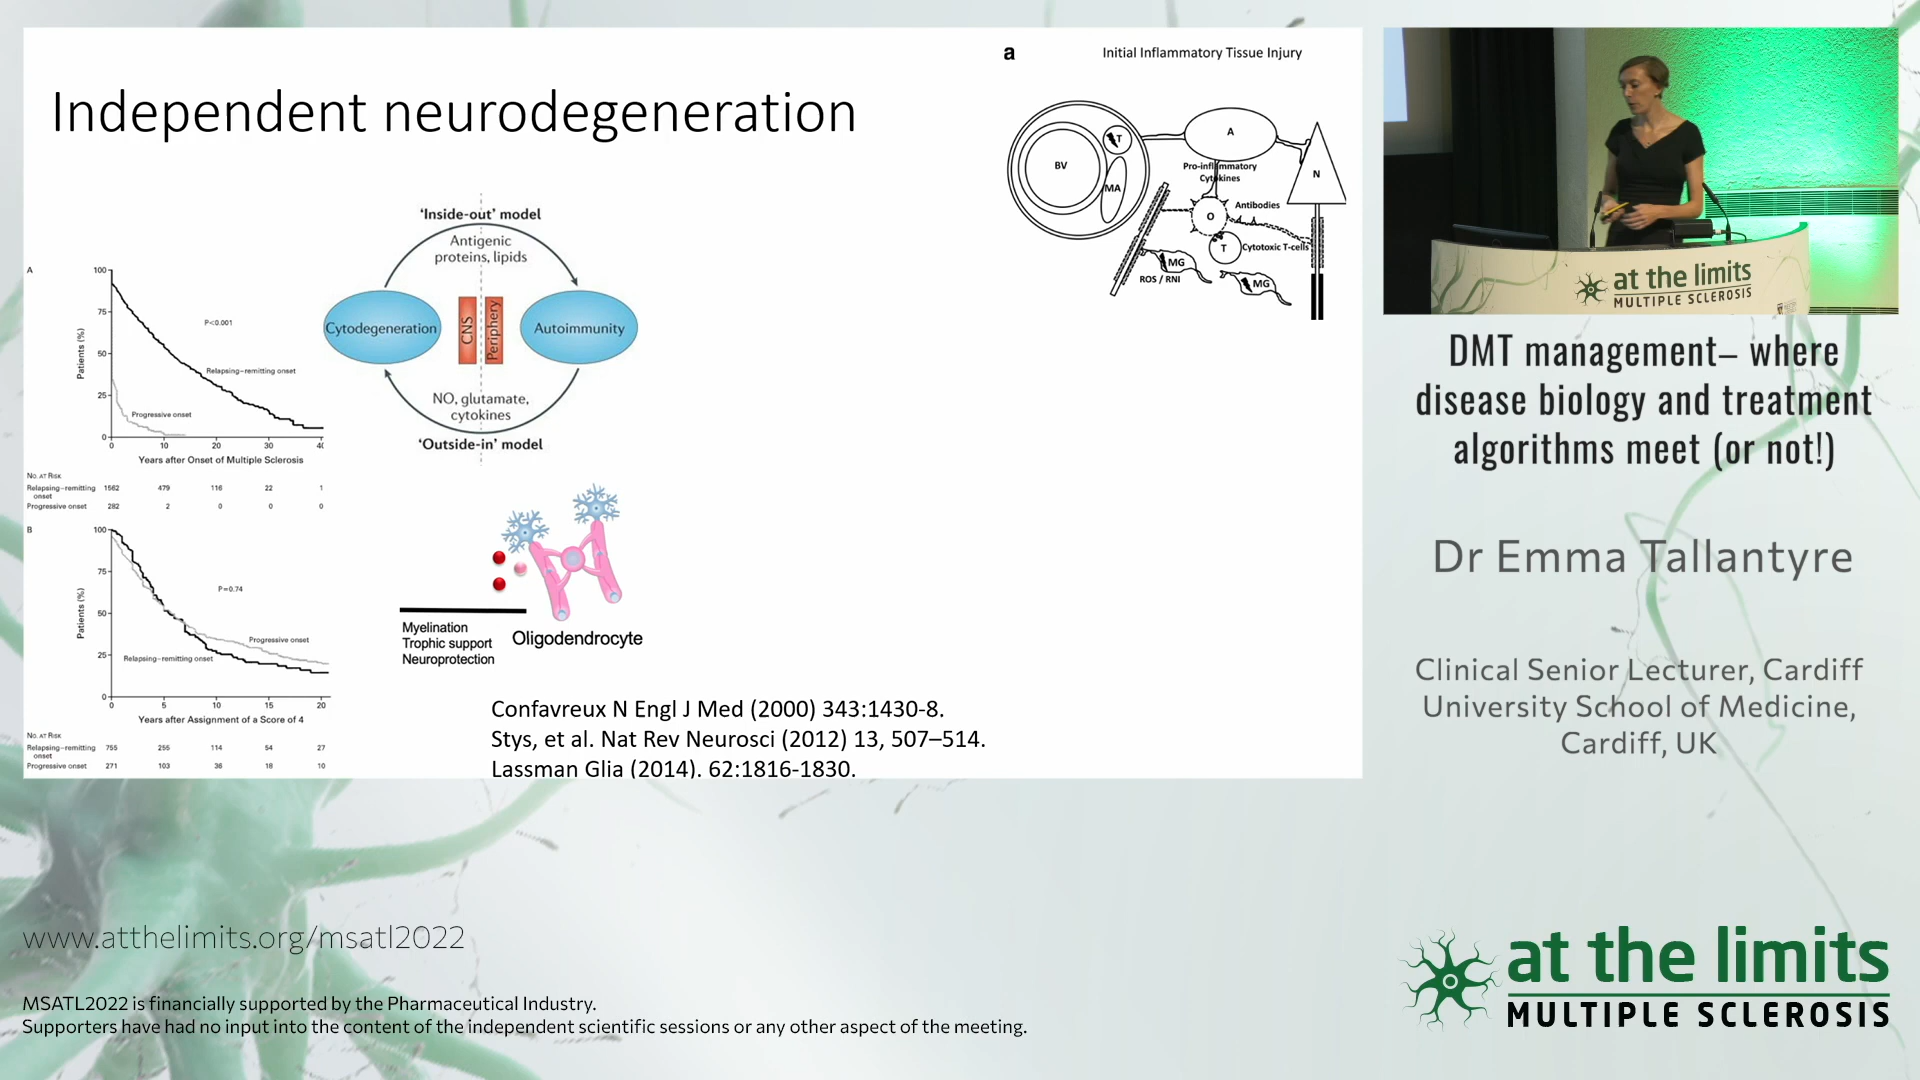 Independent neurodegeneration
a
Initial Inflammatory Tissue Injury
BV
T
MA
A
N
Pro-inflammatory
Cytokines
Antibodies
O
T
Cytotoxic T-cells
MG
ROS / RNI
MG
'Inside-out' model
Antigenic
proteins, lipids
Cytodegeneration
CNS
Periphery
Autoimmunity
NO, glutamate,
cytokines
'Outside-in' model
A
Patients (%)
100
75
50
25
0
P<0.001
Relapsing–remitting onset
Progressive onset
0 10 20 30 40
Years after Onset of Multiple Sclerosis
No. at Risk
Relapsing–remitting onset 1562 479 116 22 1
Progressive onset 282 2 0 0 0
B
Patients (%)
100
75
50
25
0
P=0.74
Progressive onset
Relapsing–remitting onset
0 5 10 15 20
Years after Assignment of a Score of 4
No. at Risk
Relapsing–remitting onset 755 256 114 54 27
Progressive onset 271 103 36 18 10
Myelination
Trophic support
Neuroprotection
Oligodendrocyte
Confavreux N Engl J Med (2000) 343:1430-8.
Stys, et al. Nat Rev Neurosci (2012) 13, 507–514.
Lassman Glia (2014). 62:1816-1830.
at the limits
MULTIPLE SCLEROSIS
DMT management– where
disease biology and treatment
algorithms meet (or not!)
Dr Emma Tallantyre
Clinical Senior Lecturer, Cardiff
University School of Medicine,
Cardiff, UK
www.atthelimits.org/msatl2022
MSATL2022 is financially supported by the Pharmaceutical Industry.
Supporters have had no input into the content of the independent scientific sessions or any other aspect of the meeting.
at the limits
MULTIPLE SCLEROSIS